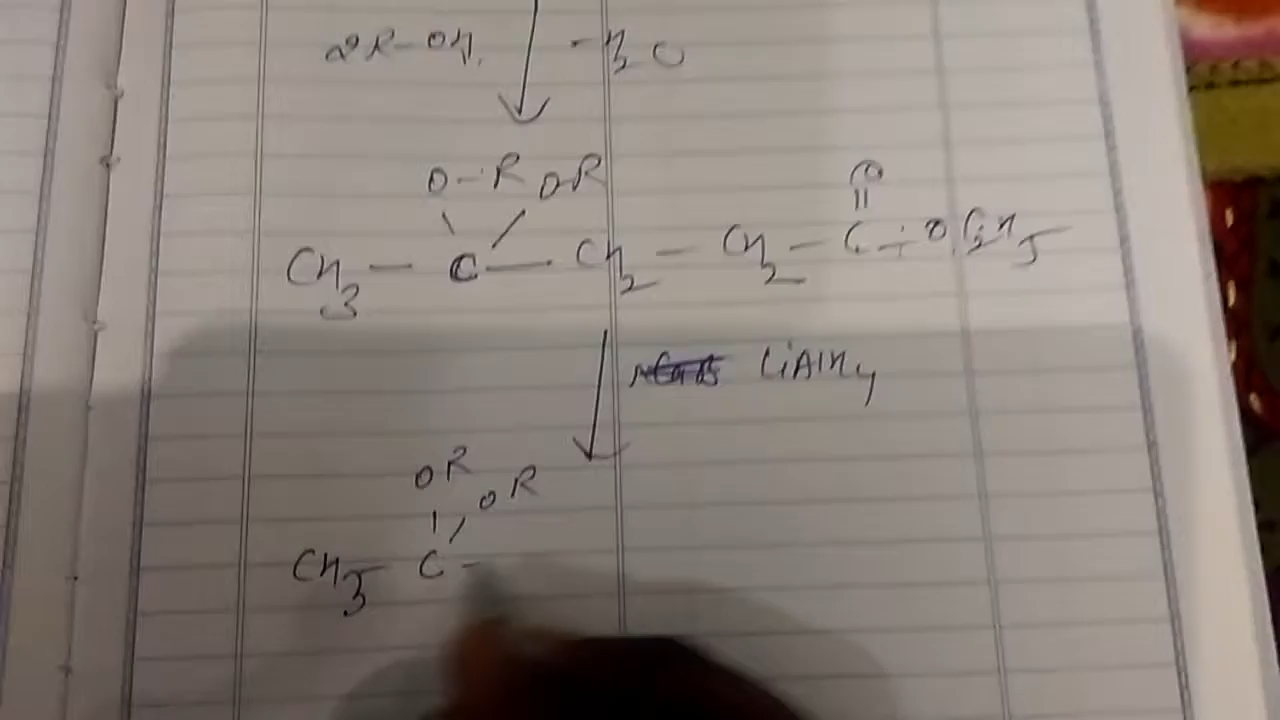 2R-OH, -H2O
O-R OR
O
CH3 - C - CH2 - CH2 - C - OC2H5
LiAlH4
OR
OR
CH3 - C -